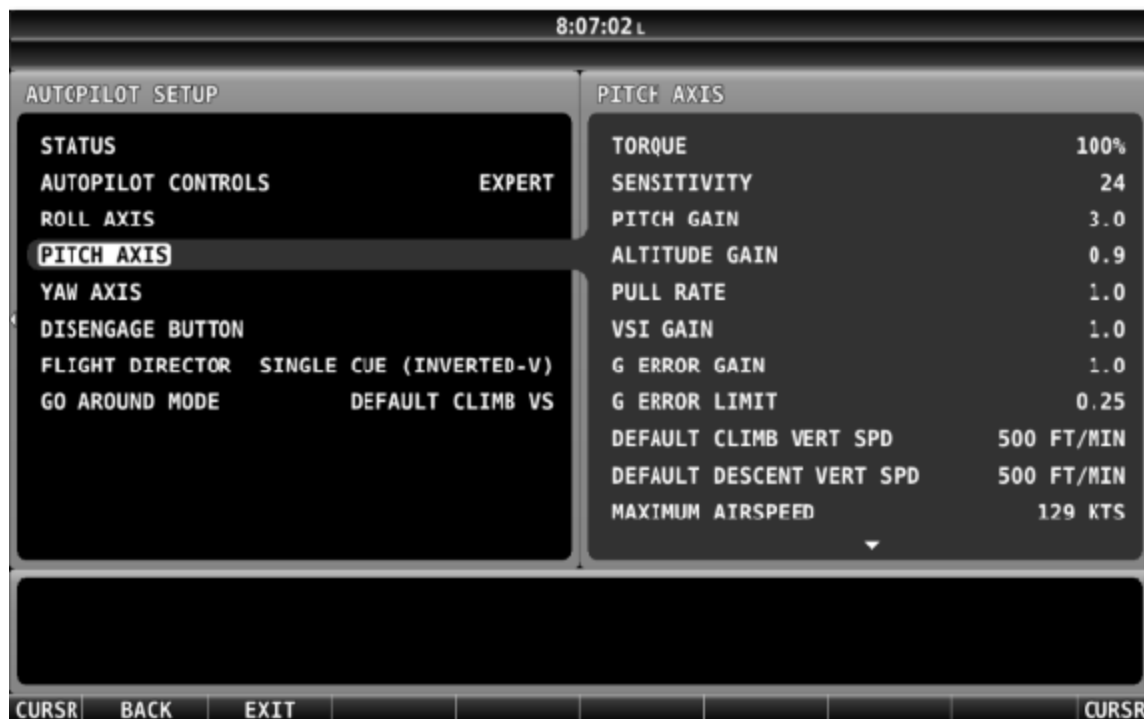 8:07:02 L
AUTOPILOT SETUP
STATUS
AUTOPILOT CONTROLS EXPERT
ROLL AXIS
PITCH AXIS
YAW AXIS
DISENGAGE BUTTON
FLIGHT DIRECTOR SINGLE CUE (INVERTED-V)
GO AROUND MODE DEFAULT CLIMB VS
PITCH AXIS
TORQUE 100%
SENSITIVITY 24
PITCH GAIN 3.0
ALTITUDE GAIN 0.9
PULL RATE 1.0
VSI GAIN 1.0
G ERROR GAIN 1.0
G ERROR LIMIT 0.25
DEFAULT CLIMB VERT SPD 500 FT/MIN
DEFAULT DESCENT VERT SPD 500 FT/MIN
MAXIMUM AIRSPEED 129 KTS
CURSR BACK EXIT CURSR